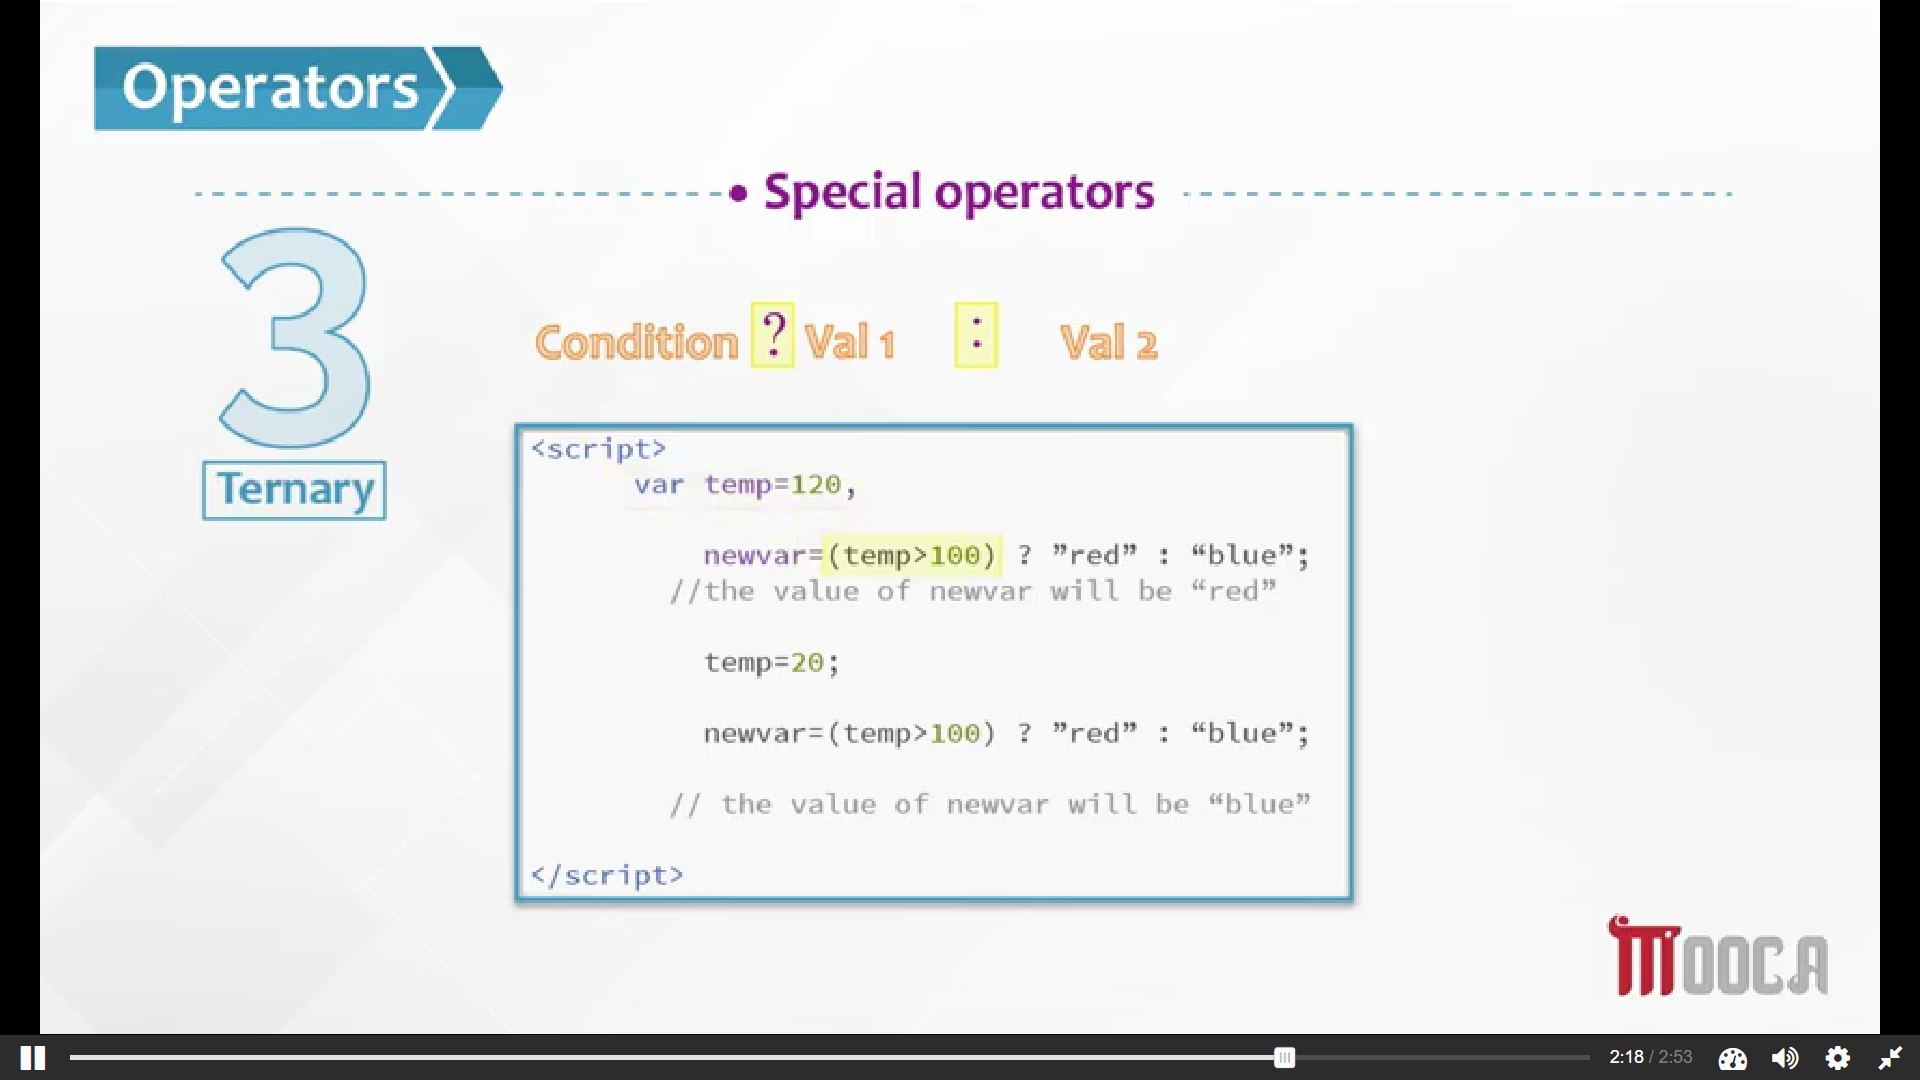 Operators
• Special operators
3
Ternary
Condition ? Val 1 : Val 2
<script>
var temp=120,
newvar=(temp>100) ? ”red” : “blue”;
//the value of newvar will be “red”
temp=20;
newvar=(temp>100) ? ”red” : “blue”;
// the value of newvar will be “blue”
</script>
MOOCA
2:18 / 2:53